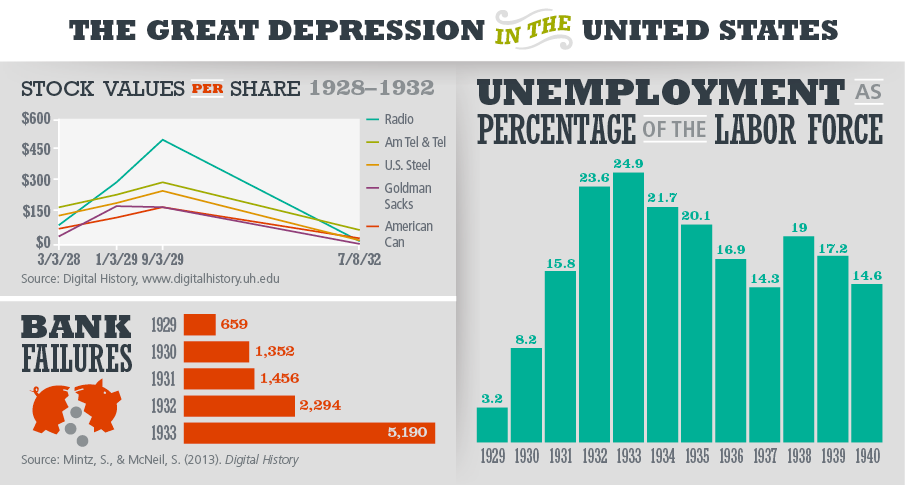 THE GREAT DEPRESSION IN THE UNITED STATES
STOCK VALUES PER SHARE 1928–1932
$600
$450
$300
$150
$0
3/3/28 1/3/29 9/3/29 7/8/32
Radio
Am Tel & Tel
U.S. Steel
Goldman
Sacks
American
Can
Source: Digital History, www.digitalhistory.uh.edu
BANK
FAILURES
1929 659
1930 1,352
1931 1,456
1932 2,294
1933 5,190
Source: Mintz, S., & McNeil, S. (2013). Digital History
UNEMPLOYMENT AS
PERCENTAGE OF THE LABOR FORCE
3.2 8.2 15.8 23.6 24.9 21.7 20.1 16.9 14.3 19 17.2 14.6
1929 1930 1931 1932 1933 1934 1935 1936 1937 1938 1939 1940